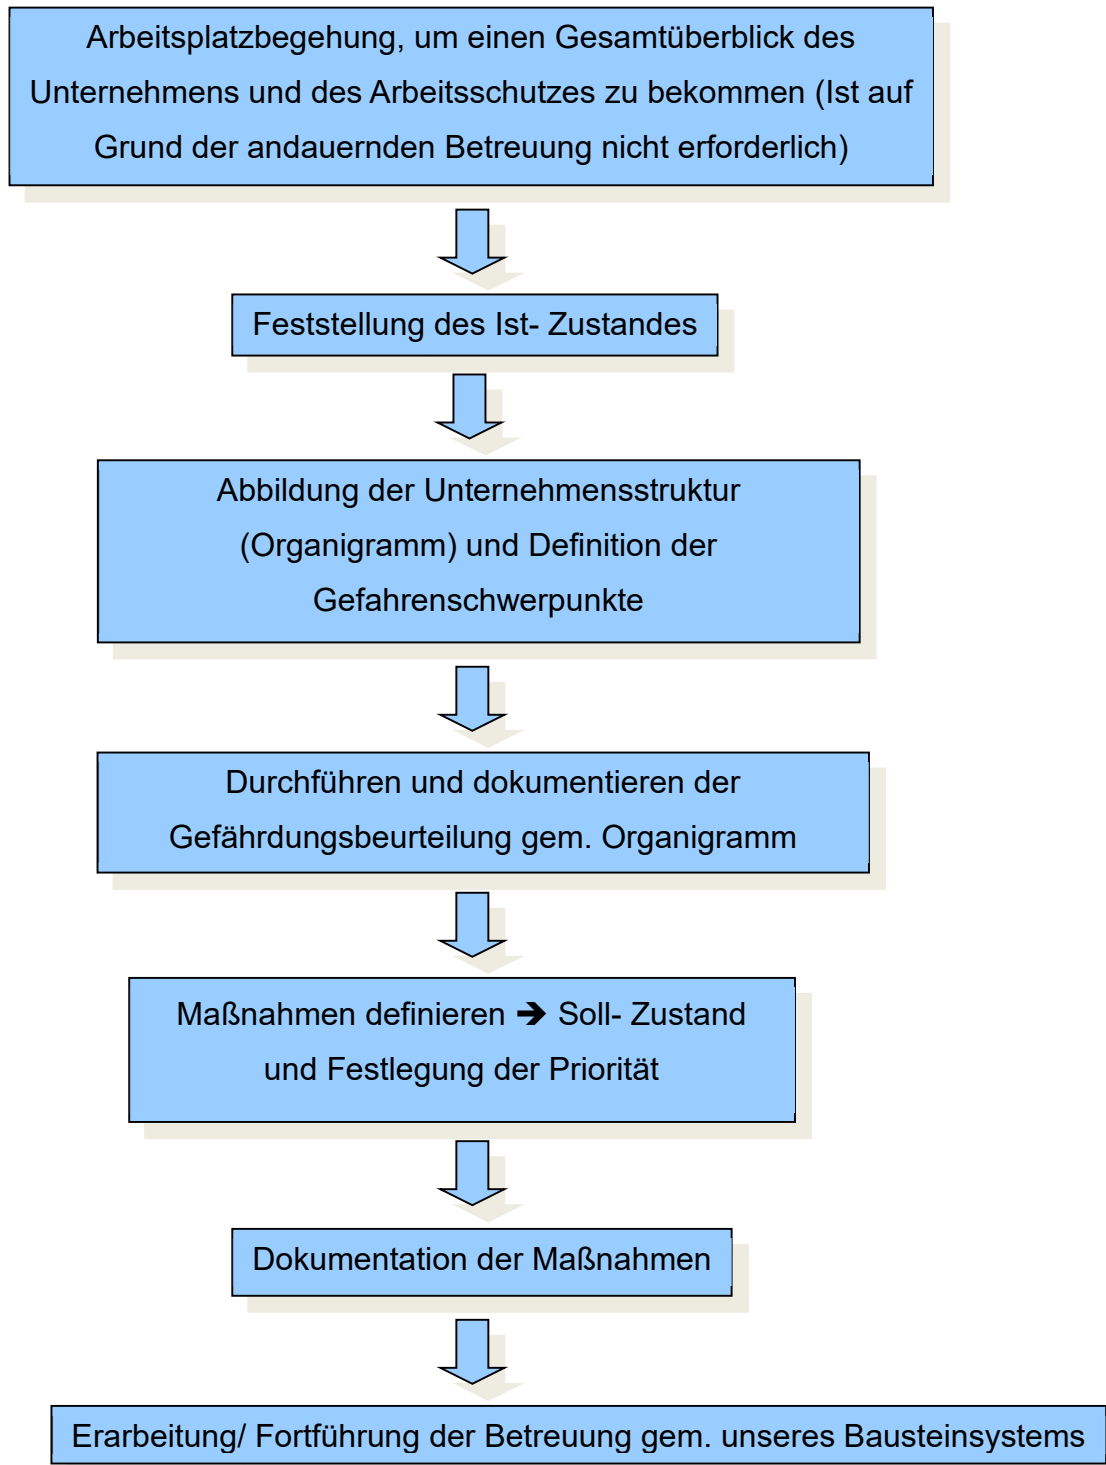 Arbeitsplatzbegehung, um einen Gesamtüberblick des
Unternehmens und des Arbeitsschutzes zu bekommen (Ist auf
Grund der andauernden Betreuung nicht erforderlich)
Feststellung des Ist- Zustandes
Abbildung der Unternehmensstruktur
(Organigramm) und Definition der
Gefahrenschwerpunkte
Durchführen und dokumentieren der
Gefährdungsbeurteilung gem. Organigramm
Maßnahmen definieren ➔ Soll- Zustand
und Festlegung der Priorität
Dokumentation der Maßnahmen
Erarbeitung/ Fortführung der Betreuung gem. unseres Bausteinsystems